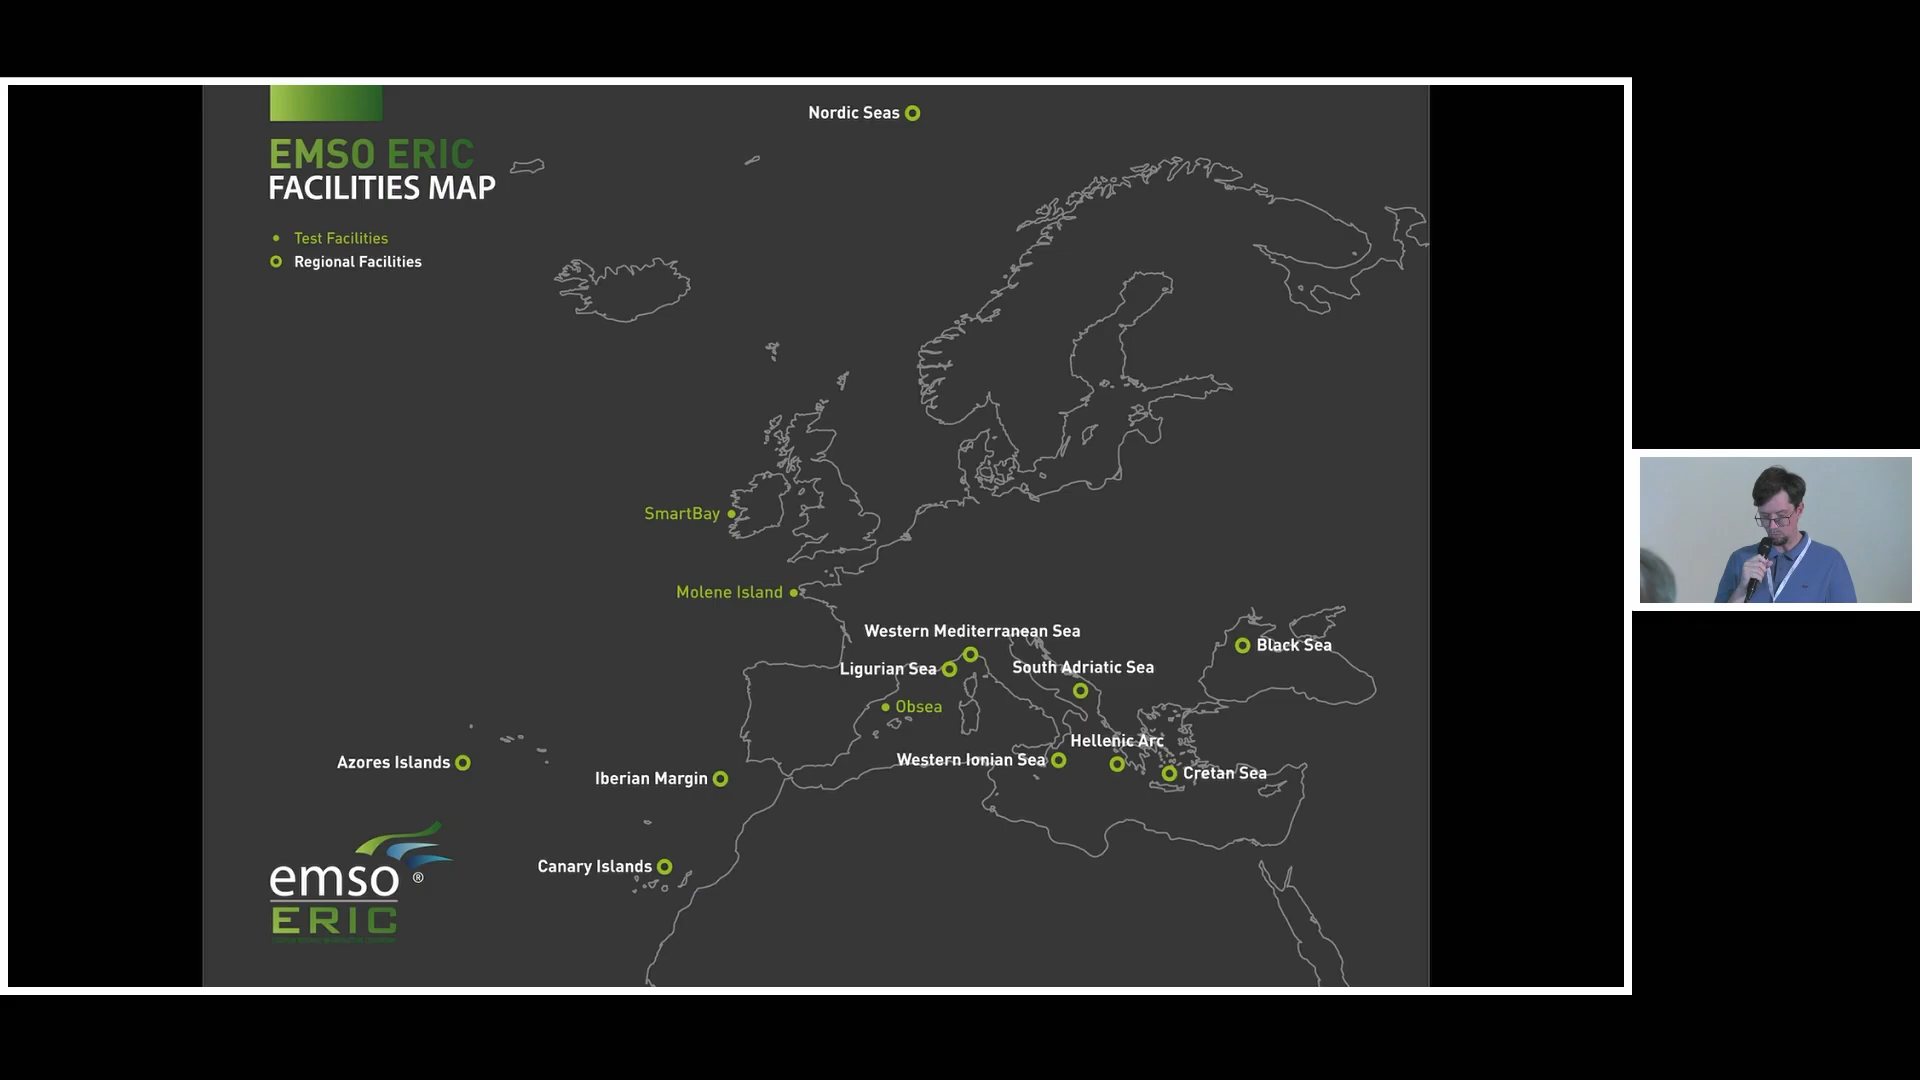 Nordic Seas
EMSO ERIC
FACILITIES MAP
Test Facilities
Regional Facilities
SmartBay
Molene Island
Western Mediterranean Sea
Black Sea
Ligurian Sea
South Adriatic Sea
Obsea
Hellenic Arc
Western Ionian Sea
Azores Islands
Cretan Sea
Iberian Margin
Canary Islands
emso ®
ERIC